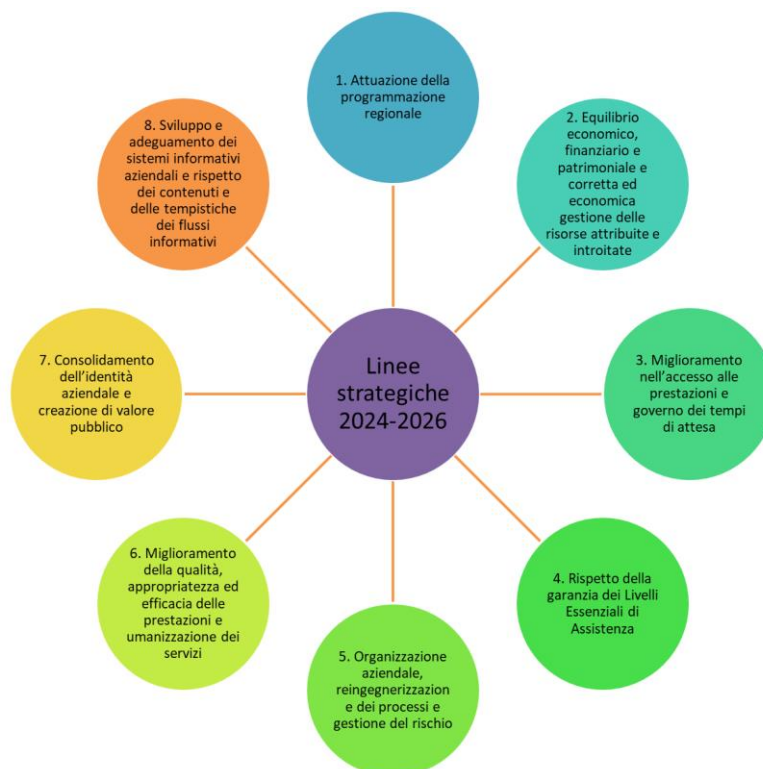 1. Attuazione della
programmazione
regionale
2. Equilibrio
economico,
finanziario e
patrimoniale e
corretta ed
economica
gestione delle
risorse attribuite e
introitate
3. Miglioramento
nell'accesso alle
prestazioni e
governo dei tempi
di attesa
4. Rispetto della
garanzia dei Livelli
Essenziali di
Assistenza
5. Organizzazione
aziendale,
reingegnerizzazion
e dei processi e
gestione del rischio
6. Miglioramento
della qualità,
appropriatezza ed
efficacia delle
prestazioni e
umanizzazione dei
servizi
7. Consolidamento
dell'identità
aziendale e
creazione di valore
pubblico
8. Sviluppo e
adeguamento dei
sistemi informativi
aziendali e rispetto
dei contenuti e
delle tempistiche
dei flussi
informativi
Linee
strategiche
2024-2026